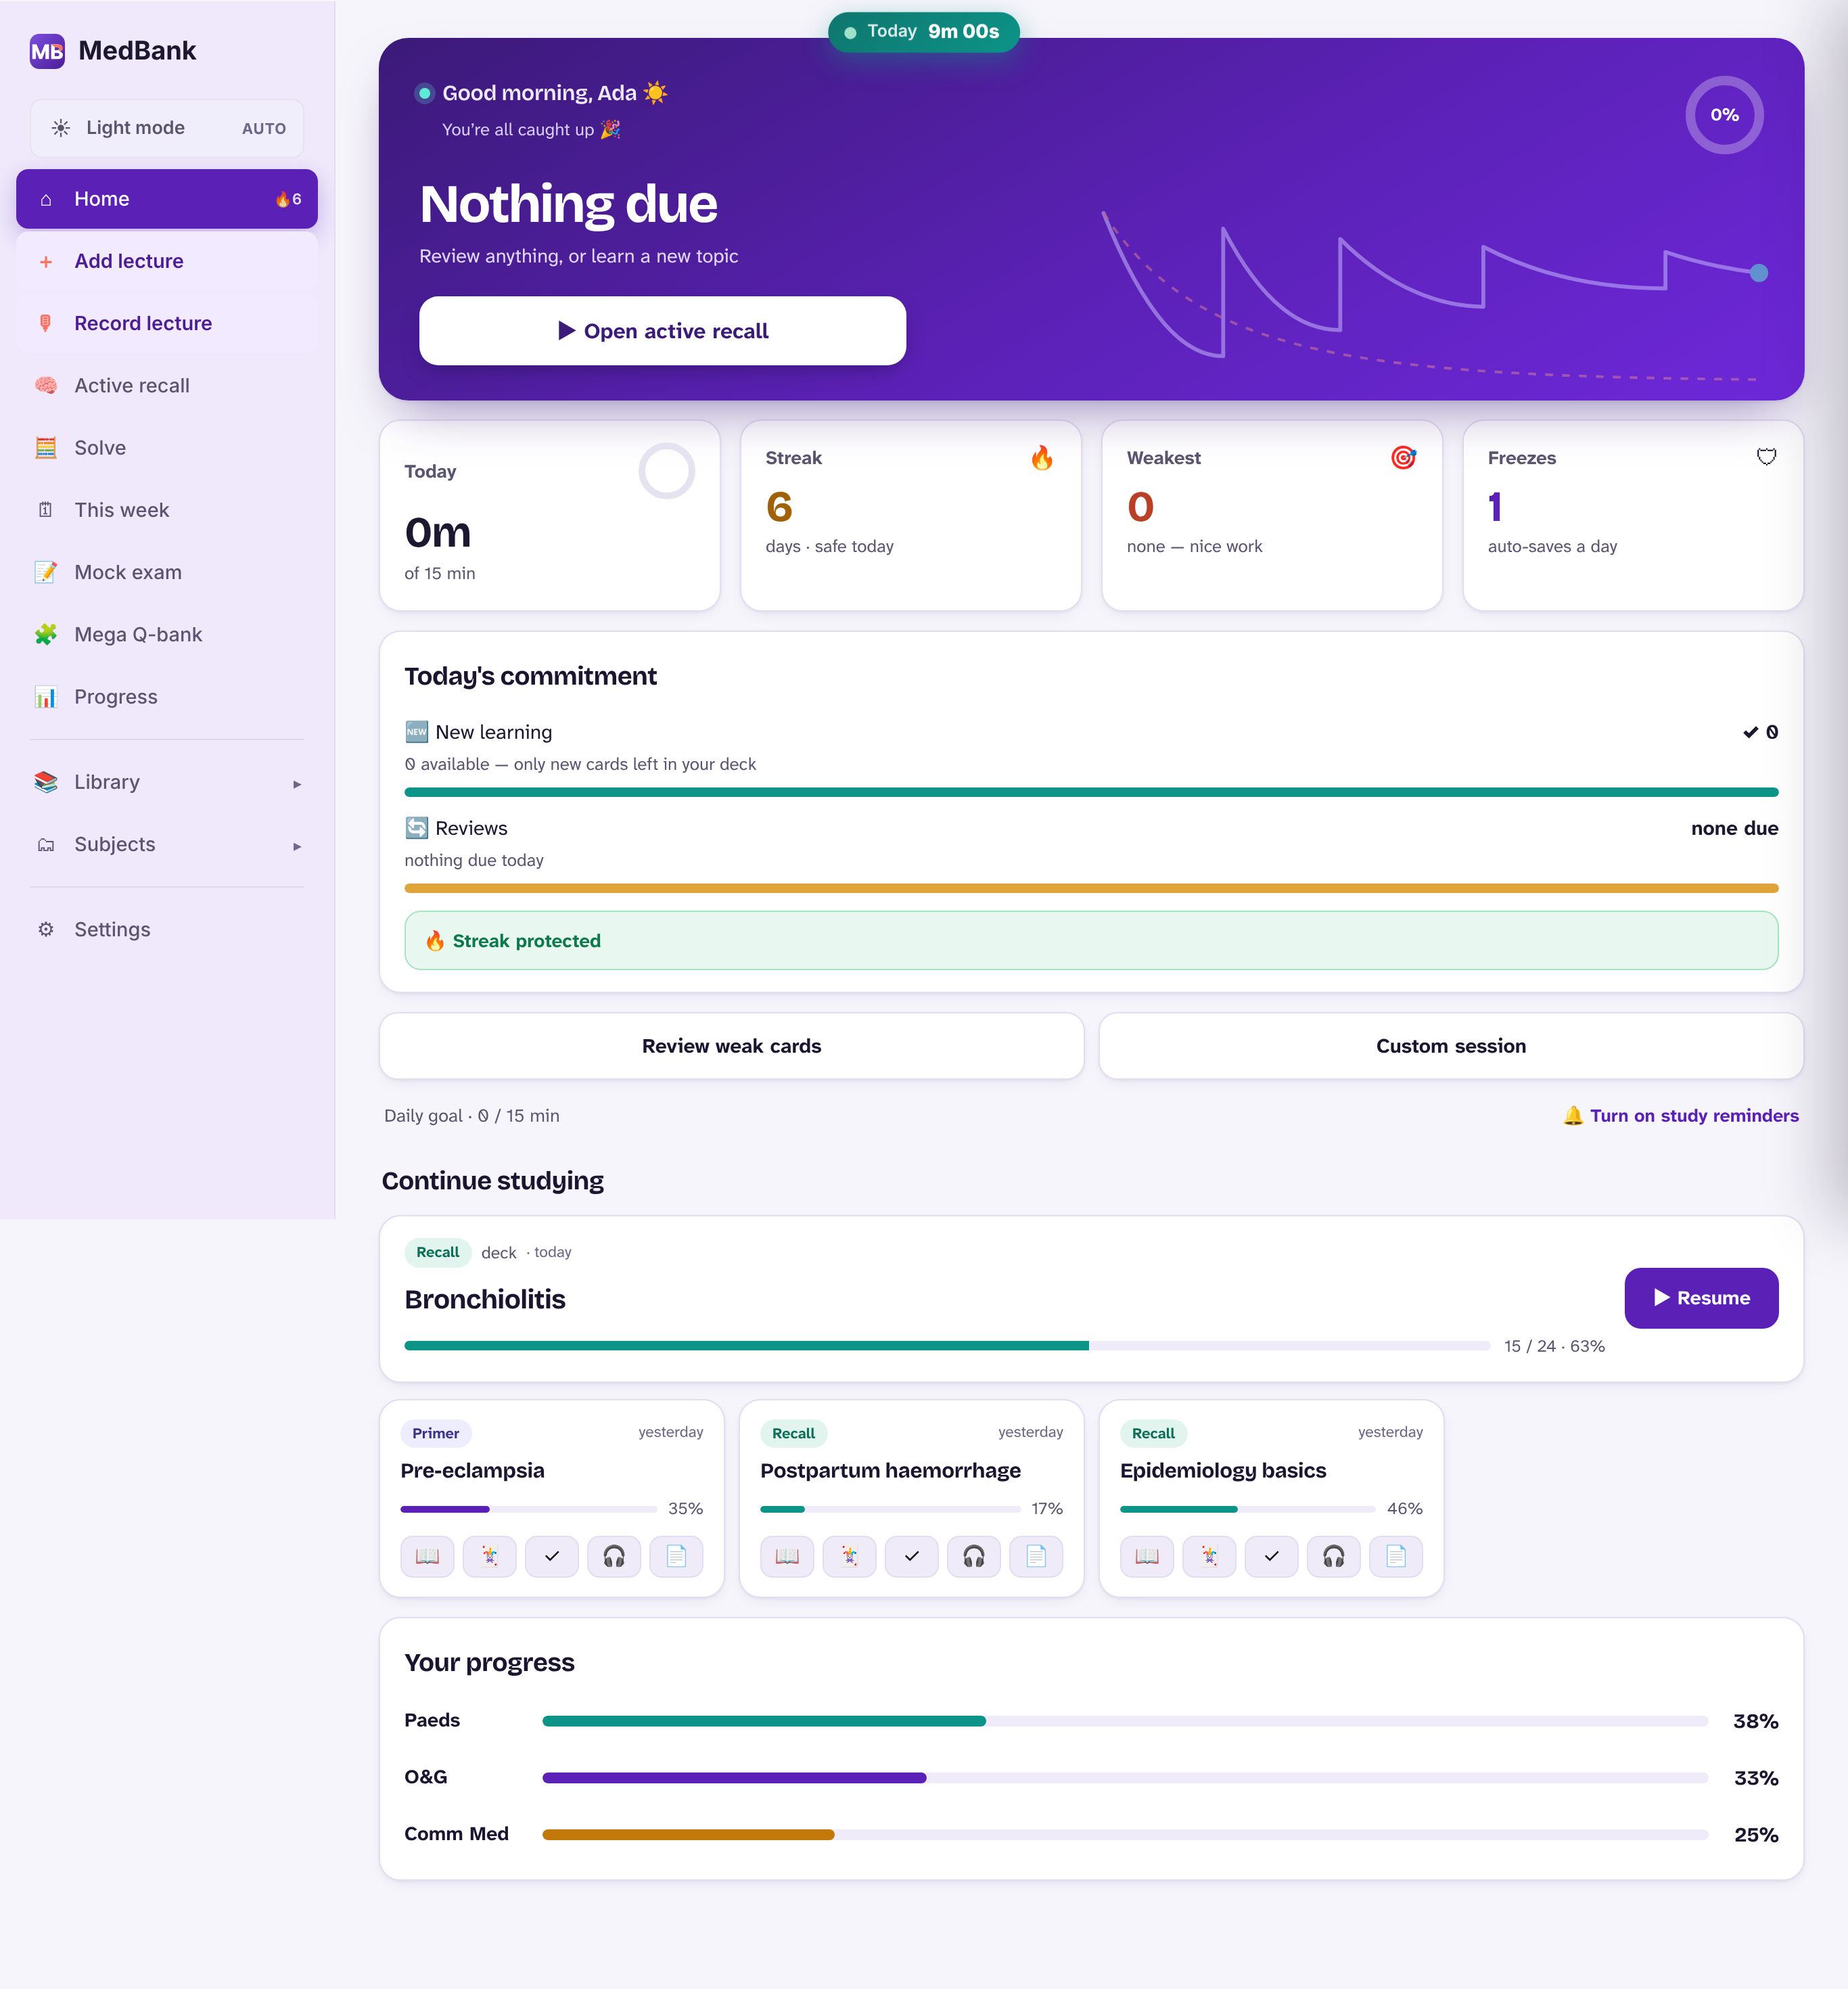 MB MedBank
Light mode AUTO
Home 6
Add lecture
Record lecture
Active recall
Solve
This week
Mock exam
Mega Q-bank
Progress
Library
Subjects
Settings
Today 9m 00s
Good morning, Ada
You're all caught up
0%
Nothing due
Review anything, or learn a new topic
Open active recall
Today
0m
of 15 min
Streak
6
days · safe today
Weakest
0
none — nice work
Freezes
1
auto-saves a day
Today's commitment
NEW New learning ✓ 0
0 available — only new cards left in your deck
Reviews none due
nothing due today
Streak protected
Review weak cards
Custom session
Daily goal · 0 / 15 min
Turn on study reminders
Continue studying
Recall deck · today
Bronchiolitis
15 / 24 · 63%
Resume
Primer yesterday
Pre-eclampsia
35%
Recall yesterday
Postpartum haemorrhage
17%
Recall yesterday
Epidemiology basics
46%
Your progress
Paeds 38%
O&G 33%
Comm Med 25%